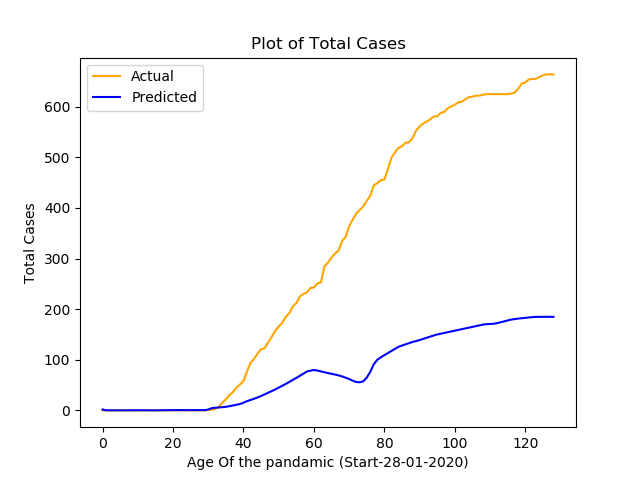 Plot of Total Cases
Actual
Predicted
600
500
400
300
200
100
0
Total Cases
0 20 40 60 80 100 120
Age Of the pandamic (Start-28-01-2020)